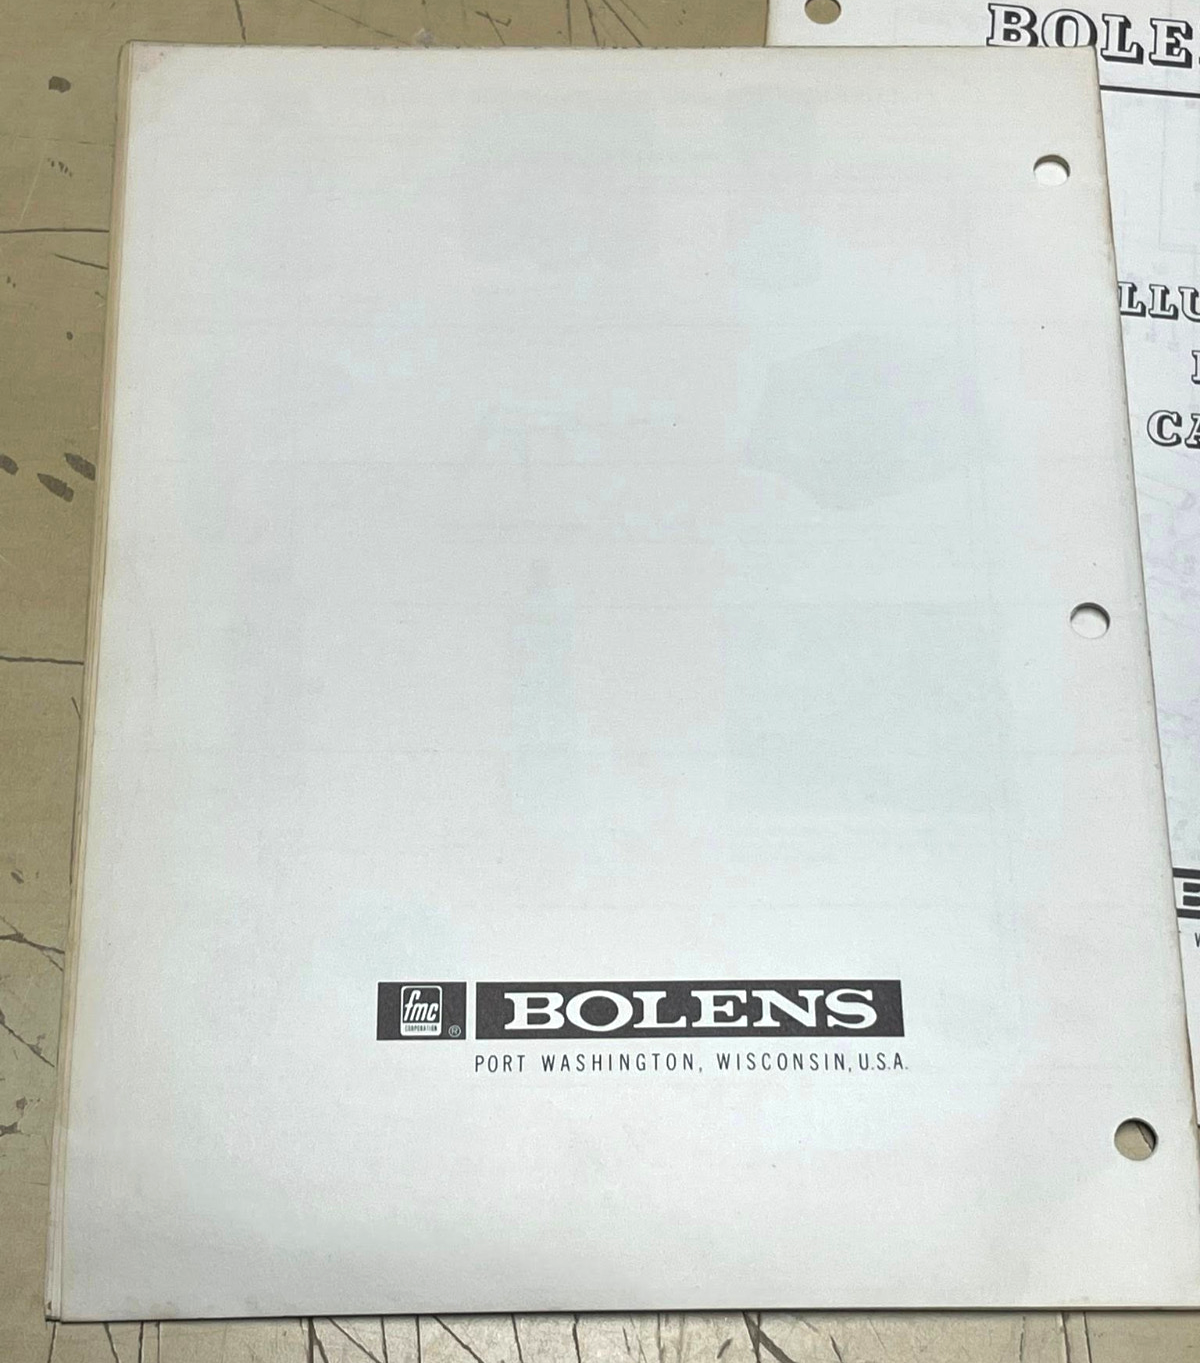 BOLE
LLU
CA
fmc
CORPORATION
®
BOLENS
PORT WASHINGTON, WISCONSIN, U.S.A.